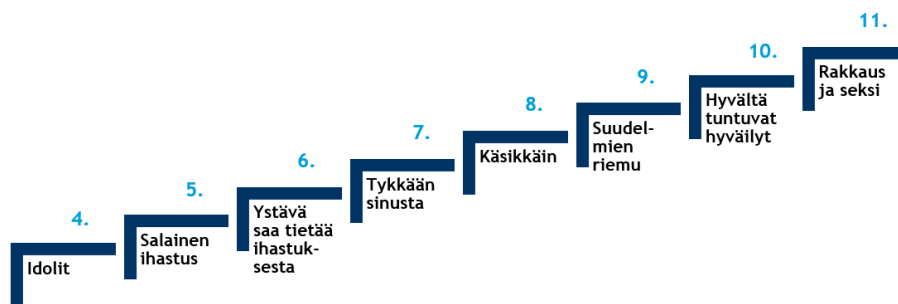 4.
Idolit
5.
Salainen
ihastus
6.
Ystävä
saa tietää
ihastuk-
sesta
7.
Tykkään
sinusta
8.
Käsikkäin
9.
Suudel-
mien
riemu
10.
Hyvältä
tuntuvat
hyväilyt
11.
Rakkaus
ja seksi